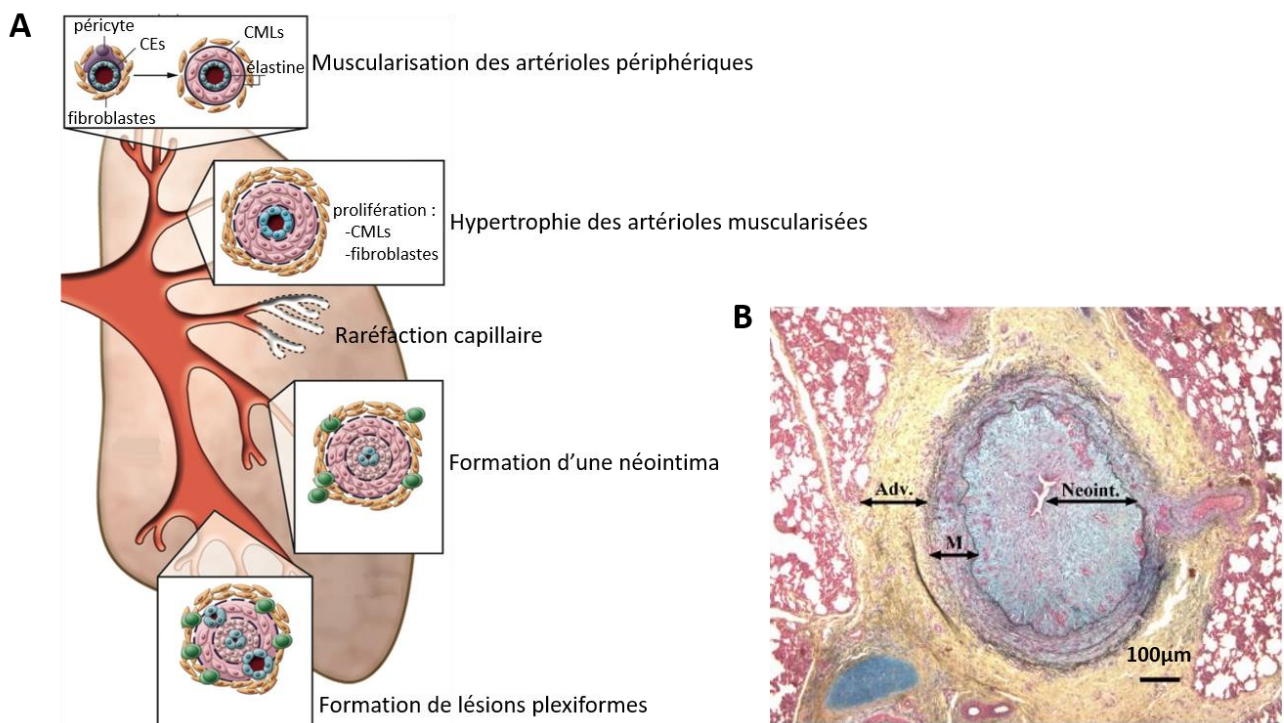 A
péricyte
CEs
CMLs
élastine
fibroblastes
Muscularisation des artérioles périphériques
prolifération :
-CMLs
-fibroblastes
Hypertrophie des artérioles muscularisées
Raréfaction capillaire
Formation d'une néointima
Formation de lésions plexiformes
B
Adv.
Neoint.
M
100µm